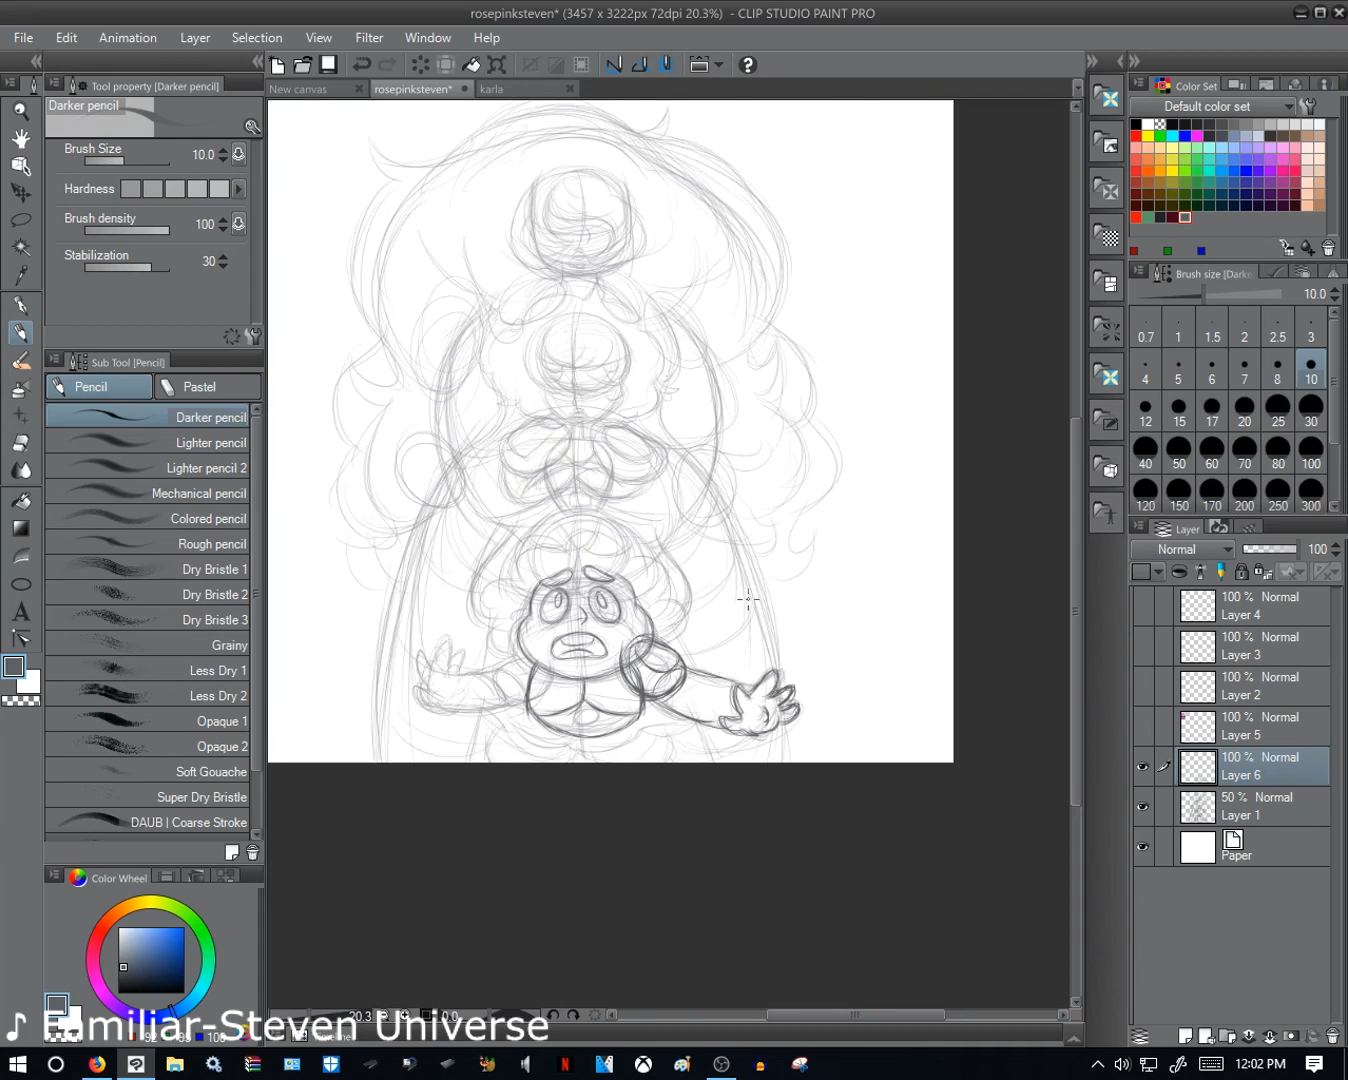 rosepinksteven* (3457 x 3222px 72dpi 20.3%) - CLIP STUDIO PAINT PRO
File Edit Animation Layer Selection View Filter Window Help
Tool property [Darker pencil]
New canvas rosepinksteven* karla
Color Set
Darker pencil
Default color set
Brush Size 10.0
Hardness
Brush density 100
Stabilization 30
Brush size [Darke
10.0
0.7 1 1.5 2 2.5 3
4 5 6 7 8 10
12 15 17 20 25 30
40 50 60 70 80 100
120 150 170 200 250 300
Sub Tool [Pencil]
Pencil Pastel
Darker pencil
Lighter pencil
Lighter pencil 2
Mechanical pencil
Colored pencil
Rough pencil
Dry Bristle 1
Dry Bristle 2
Dry Bristle 3
Grainy
Less Dry 1
Less Dry 2
Opaque 1
Opaque 2
Soft Gouache
Super Dry Bristle
DAUB | Coarse Stroke
Layer
Normal 100
100 % Normal
Layer 4
100 % Normal
Layer 3
100 % Normal
Layer 2
100 % Normal
Layer 5
100 % Normal
Layer 6
50 % Normal
Layer 1
Paper
Color Wheel
20.3 0.0
♪ Familiar-Steven Universe
12:02 PM